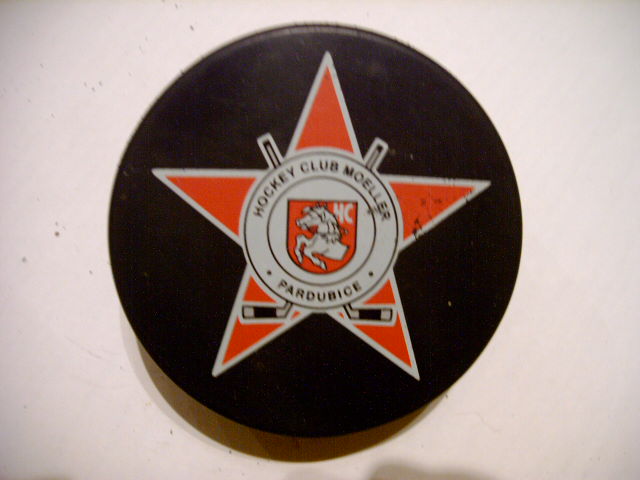 HOCKEY CLUB MOELLER
HC
• PARDUBICE •